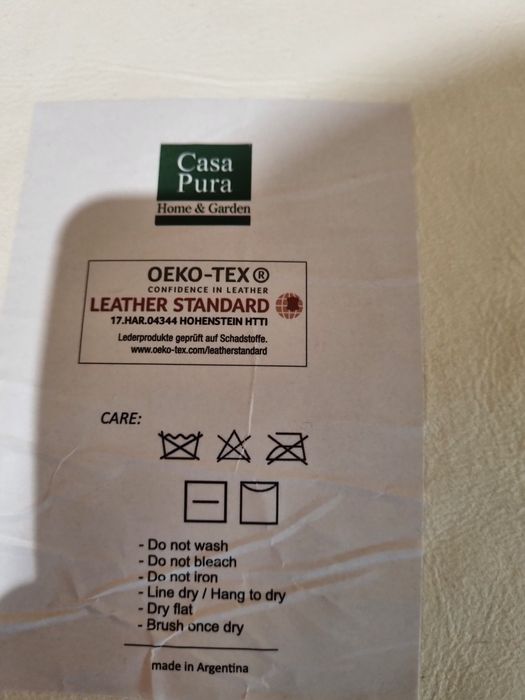 Casa
Pura
Home & Garden
OEKO-TEX®
CONFIDENCE IN LEATHER
LEATHER STANDARD
17.HAR.04344 HOHENSTEIN HTTI
Lederprodukte geprüft auf Schadstoffe.
www.oeko-tex.com/leatherstandard
CARE:
- Do not wash
- Do not bleach
- Do not iron
- Line dry / Hang to dry
- Dry flat
- Brush once dry
made in Argentina